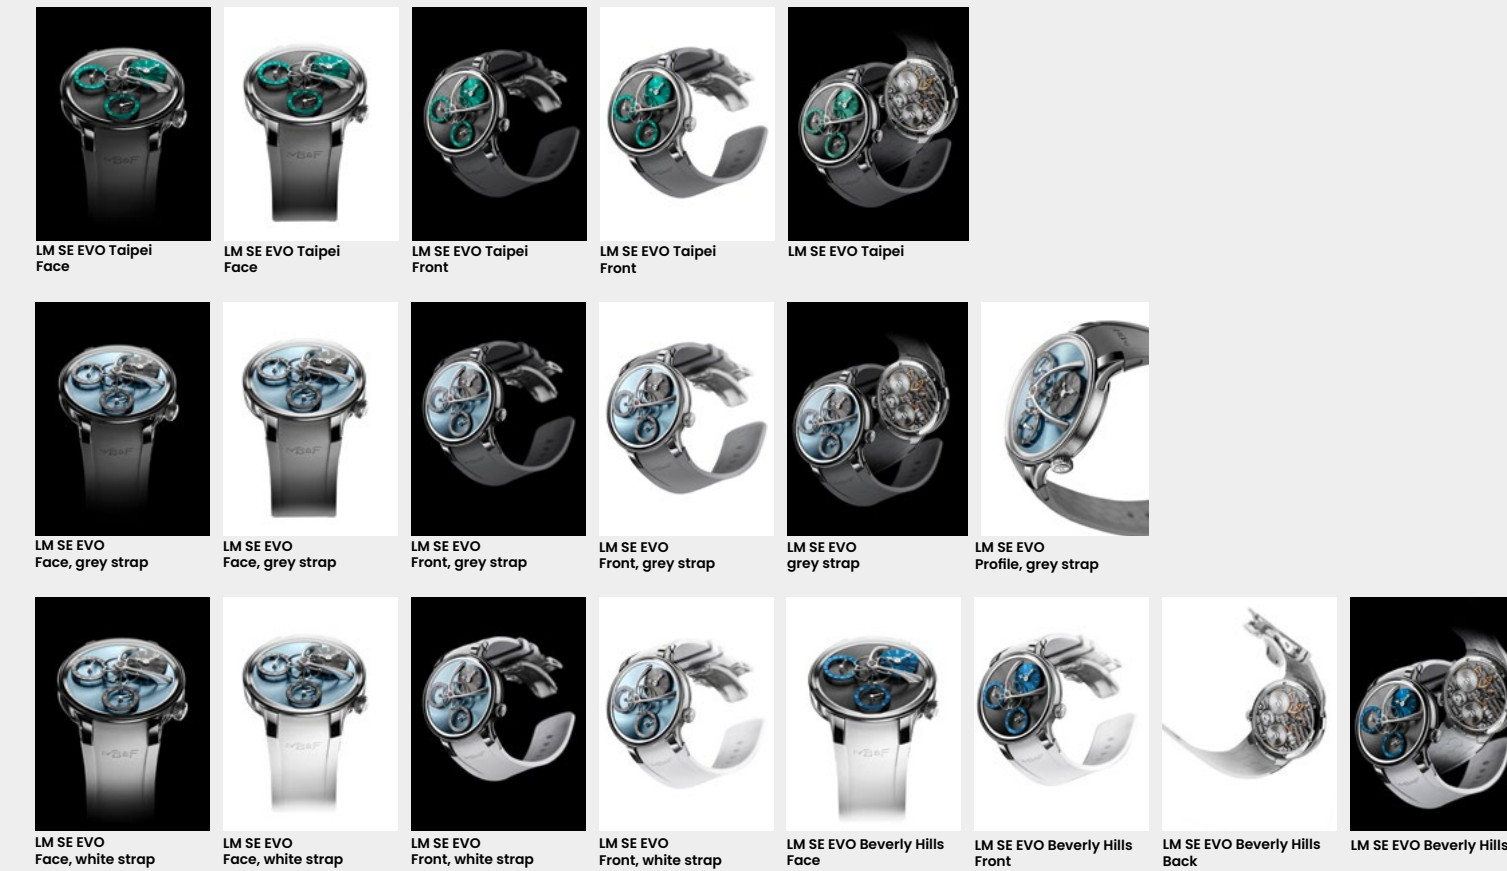 LM SE EVO Taipei
Face
LM SE EVO Taipei
Face
LM SE EVO Taipei
Front
LM SE EVO Taipei
Front
LM SE EVO Taipei
LM SE EVO
Face, grey strap
LM SE EVO
Face, grey strap
LM SE EVO
Front, grey strap
LM SE EVO
Front, grey strap
LM SE EVO
grey strap
LM SE EVO
Profile, grey strap
LM SE EVO
Face, white strap
LM SE EVO
Face, white strap
LM SE EVO
Front, white strap
LM SE EVO
Front, white strap
LM SE EVO Beverly Hills
Face
LM SE EVO Beverly Hills
Front
LM SE EVO Beverly Hills
Back
LM SE EVO Beverly Hills